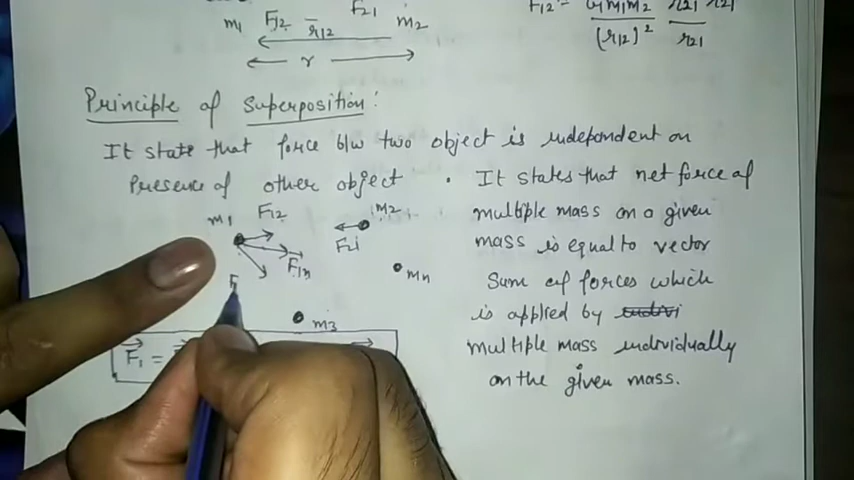 m1 F12 r12 F21 m2
r
F12 = G m1m2 / (r12)² r21 / r21 r21
Principle of Superposition :
It state that force b/w two object is independent on
Presence of other object . It states that net force of
multiple mass on a given
mass is equal to vector
Sum of forces which
is applied by
multiple mass individually
on the given mass.
m1 F12 m2
F21
F1n mn
F
m3
F1 =